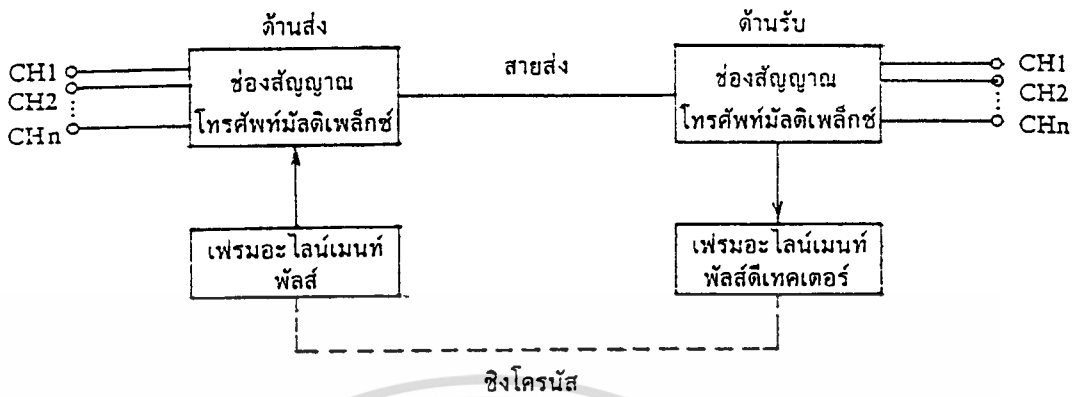 ด้านส่ง
ด้านรับ
CH1
CH2
CHn
ช่องสัญญาณ
โทรศัพท์มัลติเพล็กซ์
สายส่ง
ช่องสัญญาณ
โทรศัพท์มัลติเพล็กซ์
CH1
CH2
CHn
เฟรมอะไลน์เมนท์
พัลส์
เฟรมอะไลน์เมนท์
พัลส์ดีเทคเตอร์
ซิงโครนัส